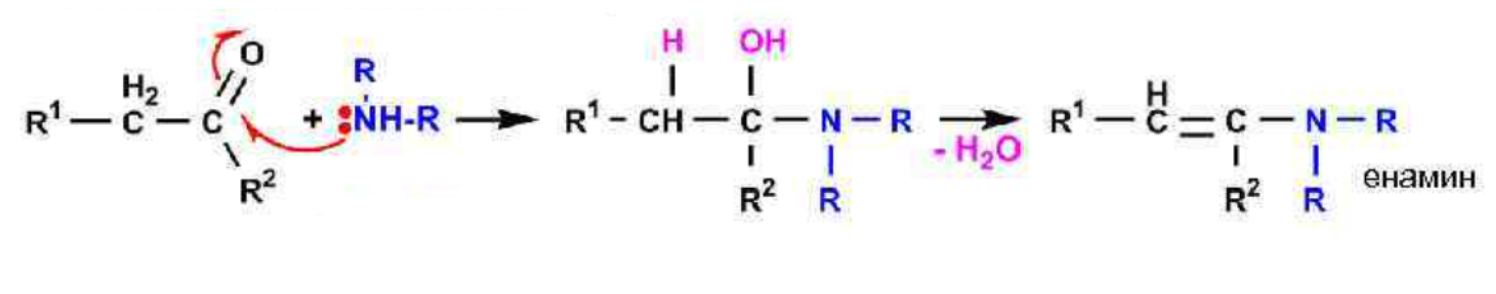 R¹—C—C + :NH-R → R¹-CH—C—N—R → R¹—C=C—N—R
H₂ O R H OH H
R² R² R - H₂O R² R
енамин